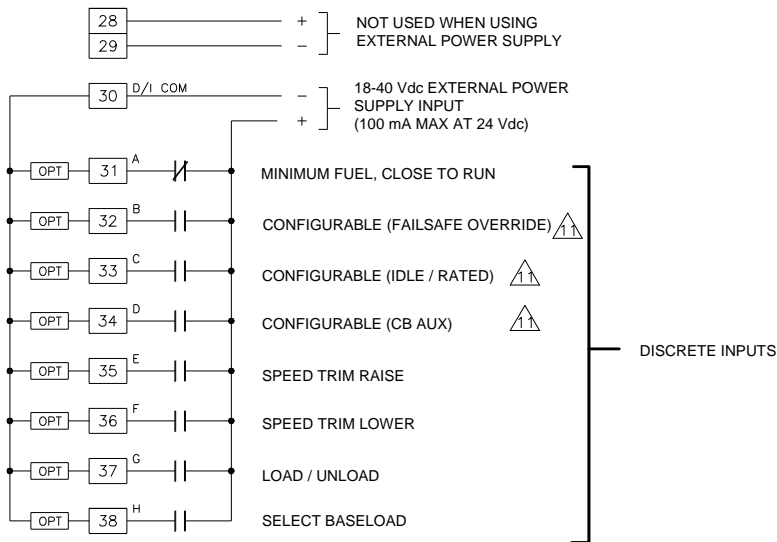 28 + NOT USED WHEN USING
29 − EXTERNAL POWER SUPPLY
30 D/I COM − 18-40 Vdc EXTERNAL POWER
SUPPLY INPUT
+ (100 mA MAX AT 24 Vdc)
OPT 31 A MINIMUM FUEL, CLOSE TO RUN
OPT 32 B CONFIGURABLE (FAILSAFE OVERRIDE) 11
OPT 33 C CONFIGURABLE (IDLE / RATED) 11
OPT 34 D CONFIGURABLE (CB AUX) 11
DISCRETE INPUTS
OPT 35 E SPEED TRIM RAISE
OPT 36 F SPEED TRIM LOWER
OPT 37 G LOAD / UNLOAD
OPT 38 H SELECT BASELOAD